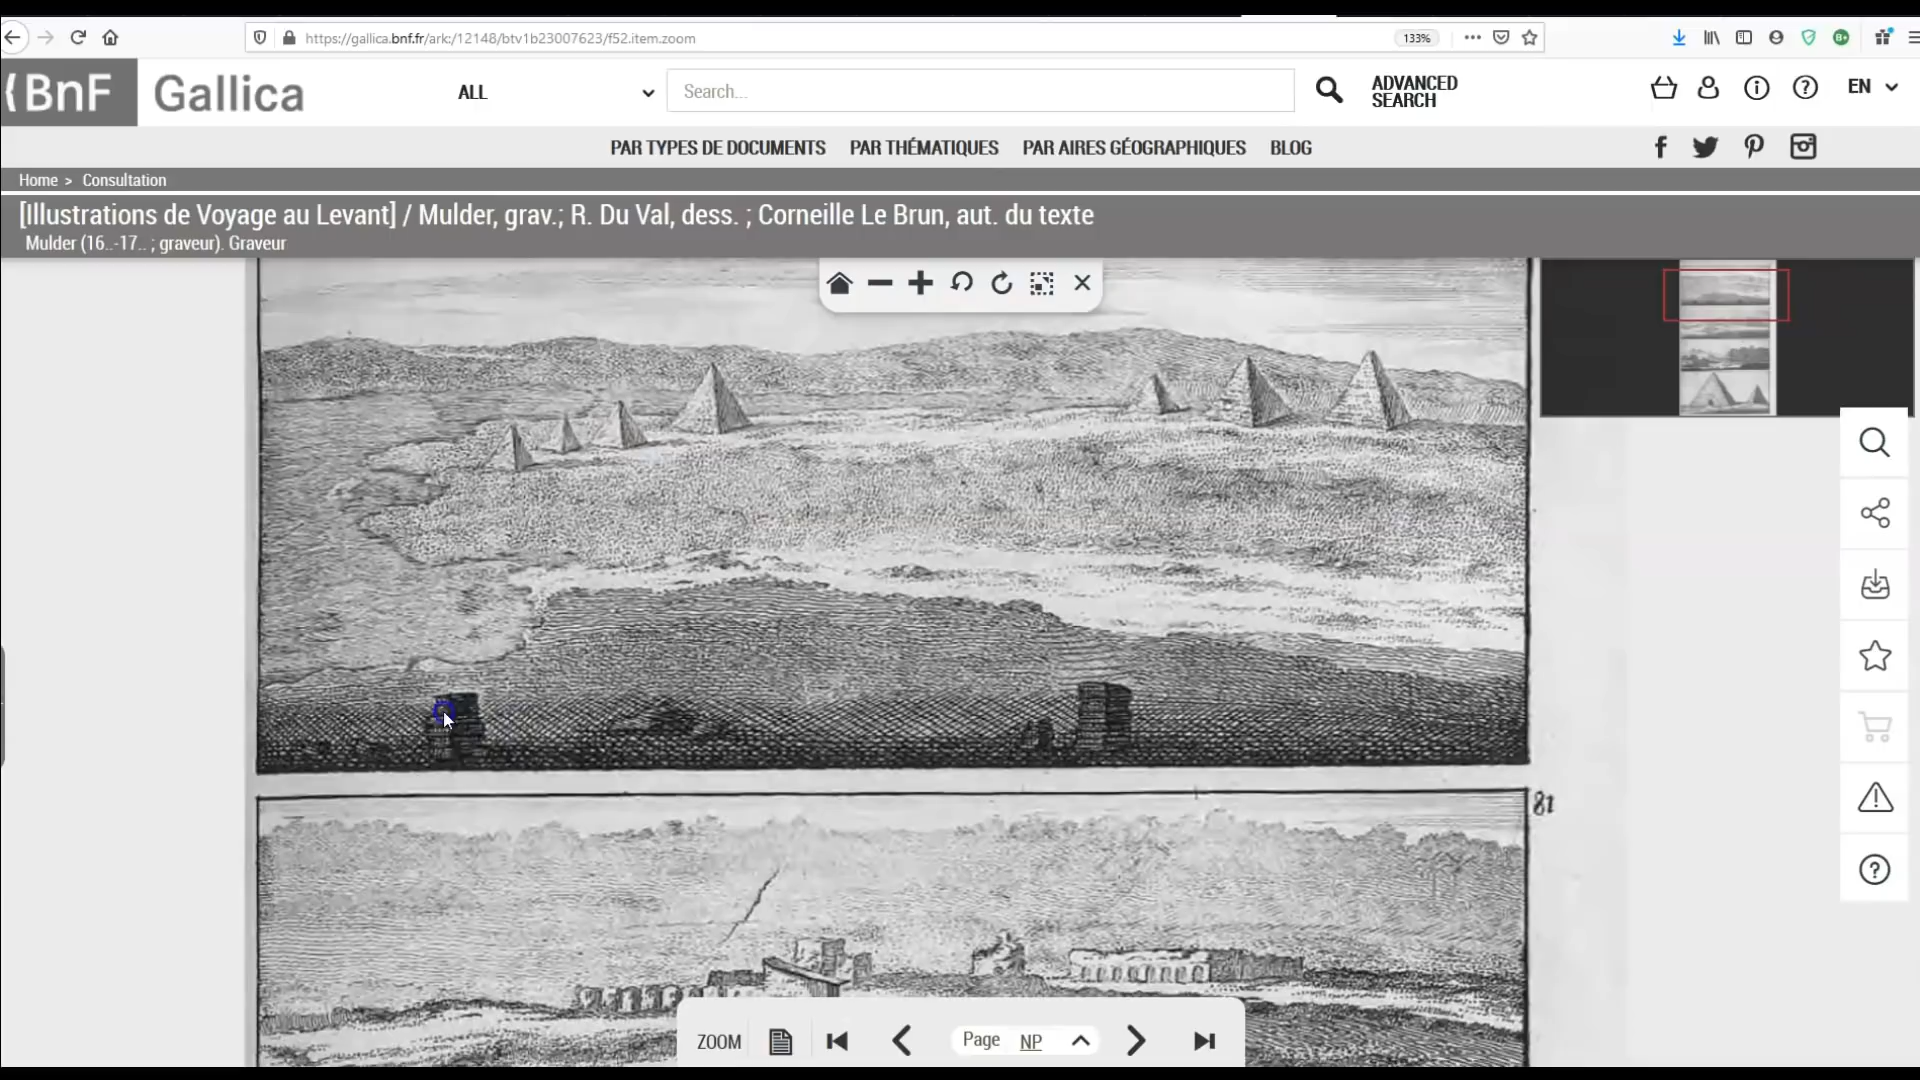 https://gallica.bnf.fr/ark:/12148/btv1b23007623/f52.item.zoom
133%
BnF Gallica
ALL
Search...
ADVANCED SEARCH
EN
PAR TYPES DE DOCUMENTS PAR THÉMATIQUES PAR AIRES GÉOGRAPHIQUES BLOG
Home > Consultation
[Illustrations de Voyage au Levant] / Mulder, grav.; R. Du Val, dess. ; Corneille Le Brun, aut. du texte
Mulder (16..-17.. ; graveur). Graveur
81
ZOOM
Page NP